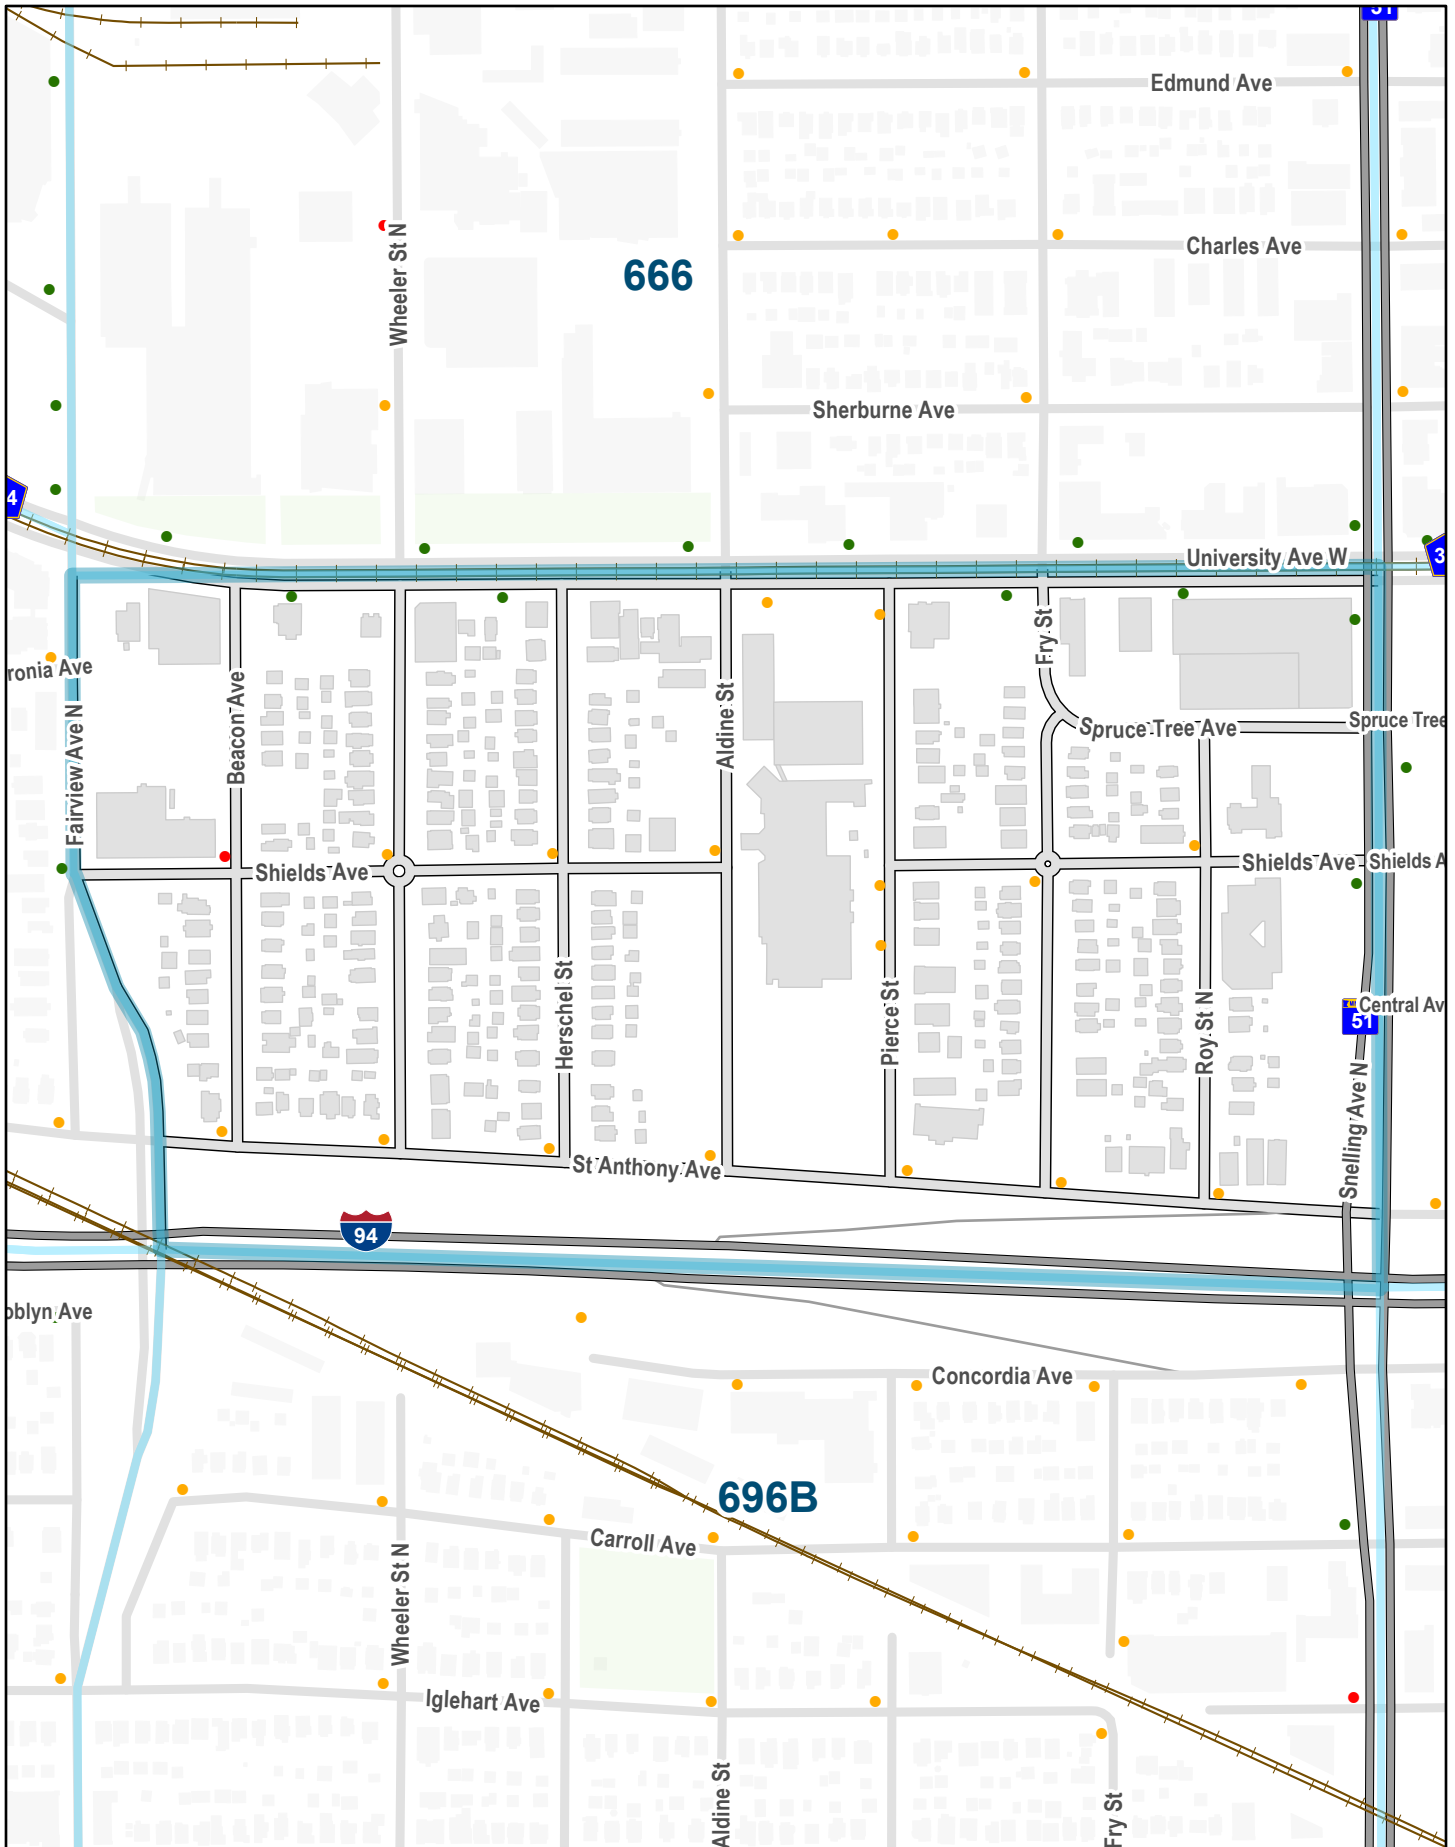 51
Edmund Ave
Charles Ave
Wheeler St N
666
Sherburne Ave
4
University Ave W
3
Fry St
ronia Ave
Beacon Ave
Aldine St
Fairview Ave N
Spruce Tree Ave
Spruce Tree
Shields Ave
Shields Ave
Shields A
Herschel St
Pierce St
Roy St N
Central Av
51
Snelling Ave N
St Anthony Ave
94
oblyn Ave
Concordia Ave
696B
Carroll Ave
Wheeler St N
Iglehart Ave
Aldine St
Fry St